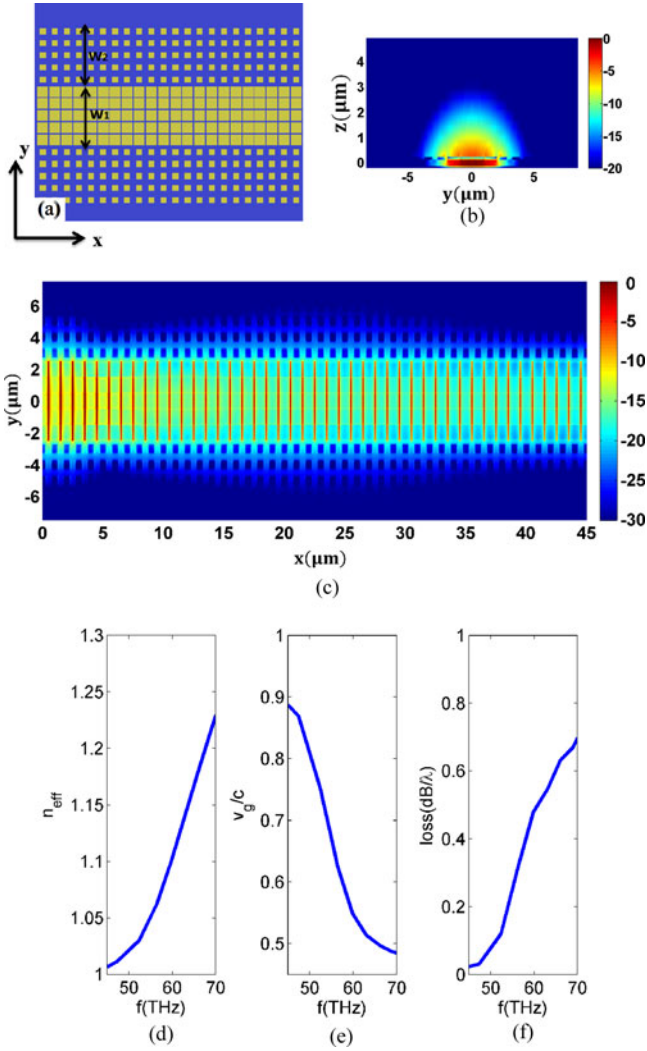 W2
W1
y
(a)
x
z(μm)
4
3
2
1
0
-5 0 5
y(μm)
(b)
0
-5
-10
-15
-20
y(μm)
6
4
2
0
-2
-4
-6
0 5 10 15 20 25 30 35 40 45
x(μm)
(c)
0
-5
-10
-15
-20
-25
-30
n_eff
1.3
1.25
1.2
1.15
1.1
1.05
1
50 60 70
f(THz)
(d)
v_g/c
1
0.9
0.8
0.7
0.6
0.5
50 60 70
f(THz)
(e)
loss(dB/λ)
1
0.8
0.6
0.4
0.2
0
50 60 70
f(THz)
(f)